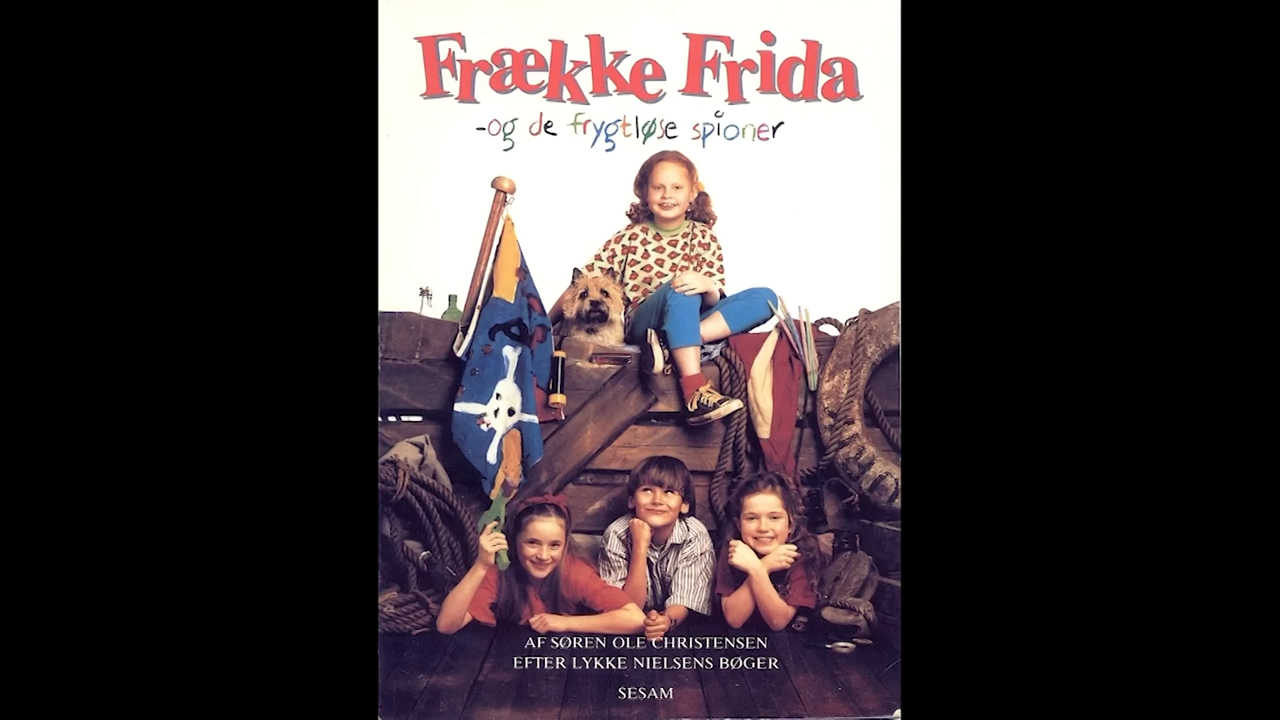 Frække Frida
-og de frygtløse spioner
AF SØREN OLE CHRISTENSEN
EFTER LYKKE NIELSENS BØGER
SESAM